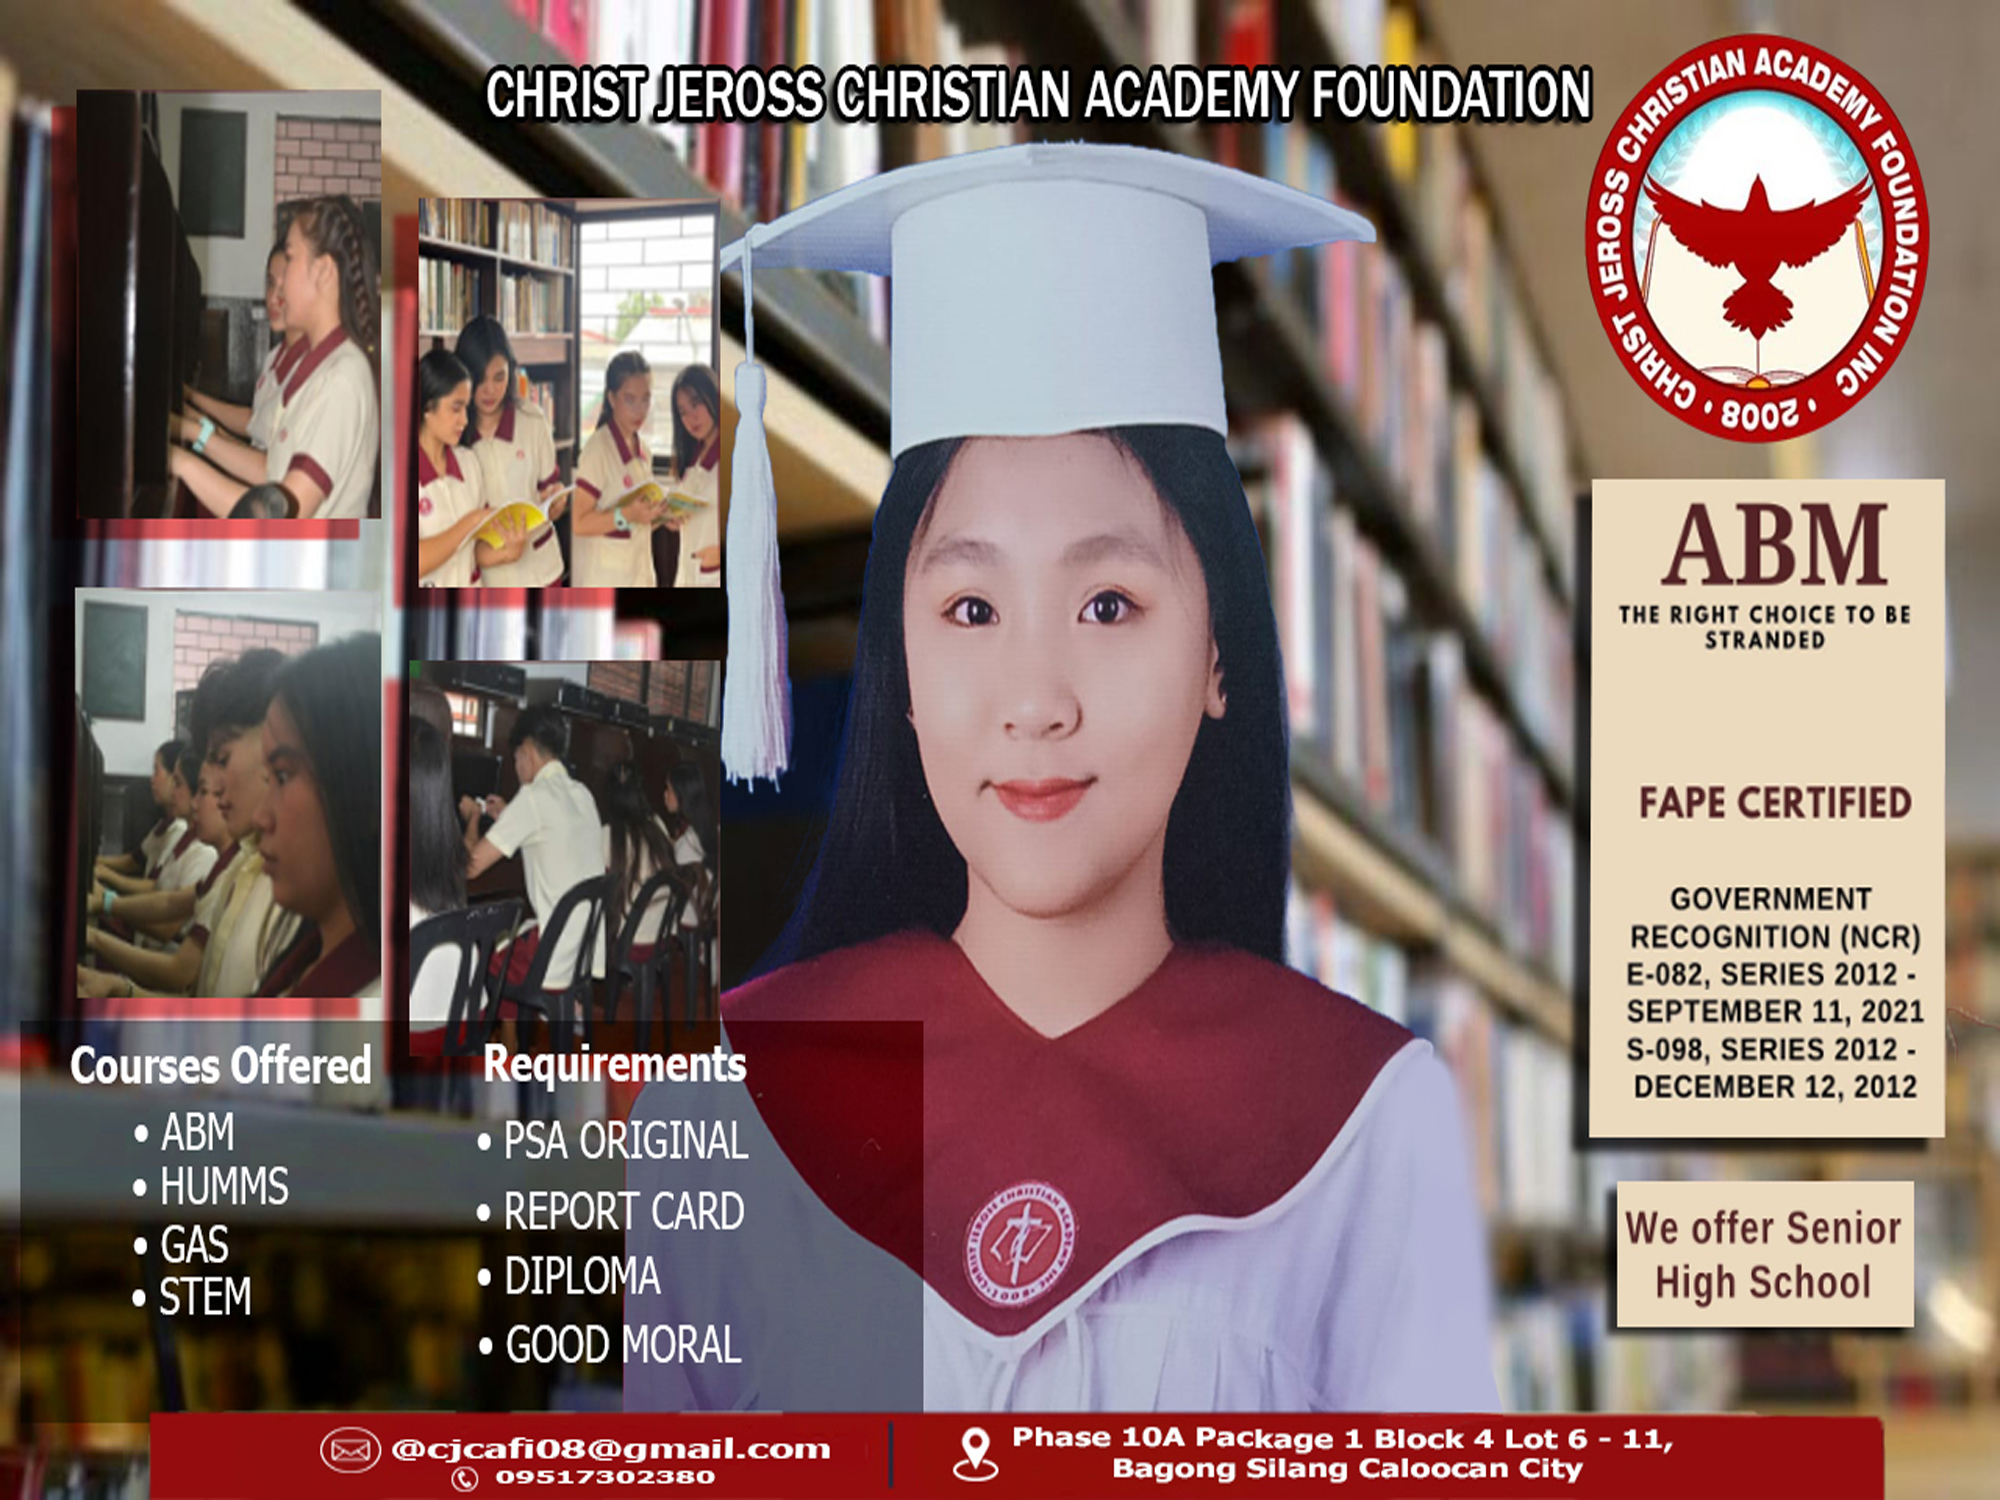 CHRIST JEROSS CHRISTIAN ACADEMY FOUNDATION
CHRIST JEROSS CHRISTIAN ACADEMY FOUNDATION INC
• 2008 •
ABM
THE RIGHT CHOICE TO BE
STRANDED
FAPE CERTIFIED
GOVERNMENT
RECOGNITION (NCR)
E-082, SERIES 2012 -
SEPTEMBER 11, 2021
S-098, SERIES 2012 -
DECEMBER 12, 2012
We offer Senior
High School
Courses Offered
• ABM
• HUMMS
• GAS
• STEM
Requirements
• PSA ORIGINAL
• REPORT CARD
• DIPLOMA
• GOOD MORAL
@cjcafi08@gmail.com
09517302380
Phase 10A Package 1 Block 4 Lot 6 - 11,
Bagong Silang Caloocan City